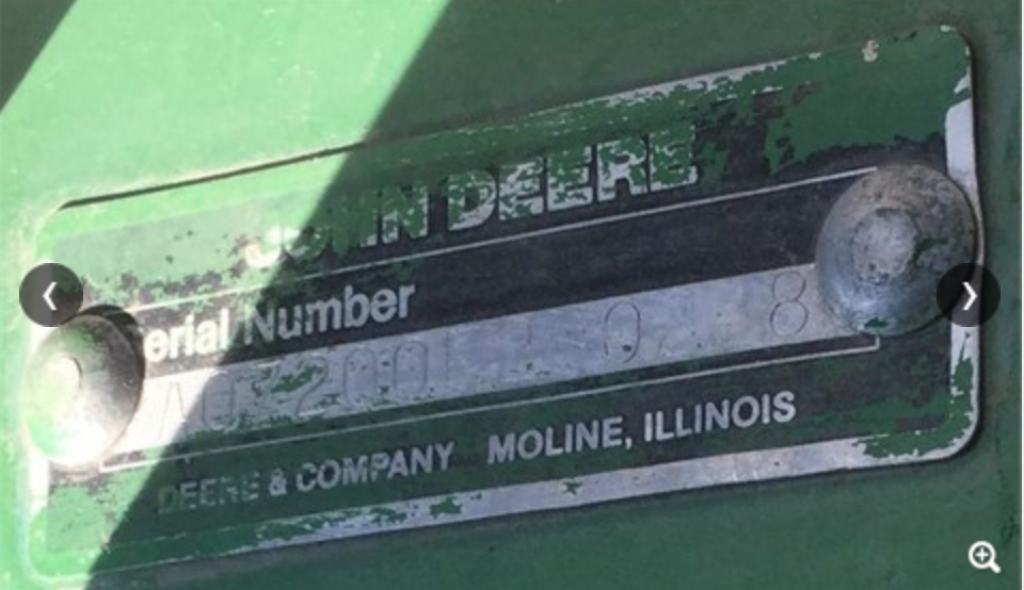 JOHN DEERE
erial Number
DEERE & COMPANY MOLINE, ILLINOIS